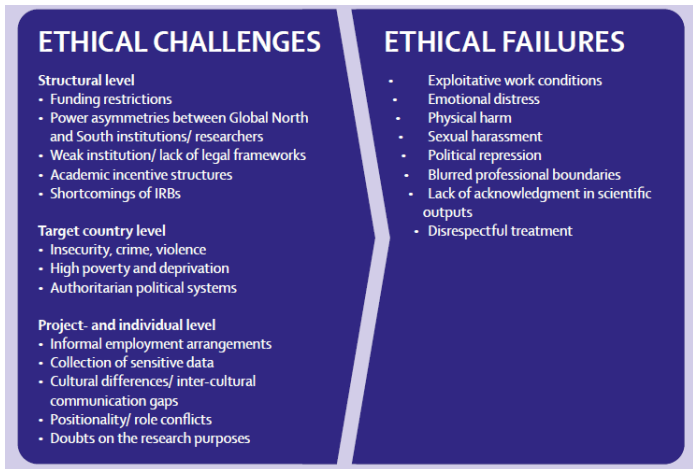 ETHICAL CHALLENGES
Structural level
• Funding restrictions
• Power asymmetries between Global North
and South institutions/ researchers
• Weak institution/ lack of legal frameworks
• Academic incentive structures
• Shortcomings of IRBs
Target country level
• Insecurity, crime, violence
• High poverty and deprivation
• Authoritarian political systems
Project- and individual level
• Informal employment arrangements
• Collection of sensitive data
• Cultural differences/ inter-cultural
communication gaps
• Positionality/ role conflicts
• Doubts on the research purposes
ETHICAL FAILURES
• Exploitative work conditions
• Emotional distress
• Physical harm
• Sexual harassment
• Political repression
• Blurred professional boundaries
• Lack of acknowledgment in scientific
outputs
• Disrespectful treatment